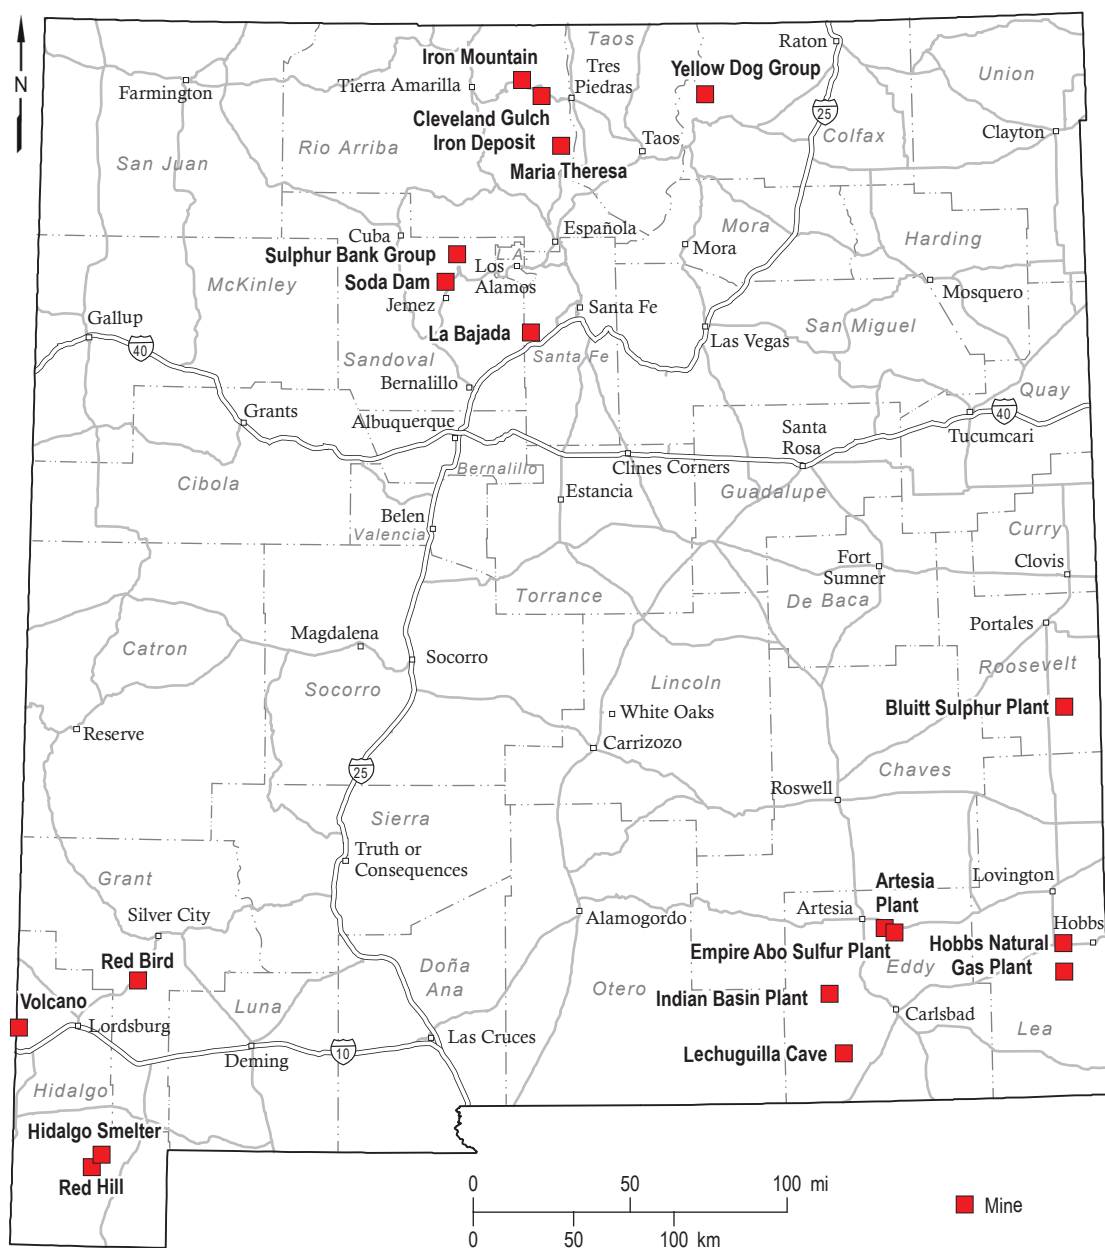 N
Taos
Raton
Iron Mountain
Tres
Piedras
Yellow Dog Group
Union
Tierra Amarilla
Farmington
25
Cleveland Gulch
Iron Deposit
Colfax
Clayton
Taos
Rio Arriba
San Juan
Maria Theresa
Española
Mora
Cuba
Mora
Harding
Sulphur Bank Group
L.A.
Los
Alamos
McKinley
Soda Dam
Jemez
Mosquero
Santa Fe
Gallup
La Bajada
San Miguel
Las Vegas
40
Sandoval
Santa Fe
Bernalillo
Quay
Grants
Albuquerque
Santa
Rosa
40
Tucumcari
Bernalillo
Clines Corners
Cibola
Estancia
Guadalupe
Belen
Valencia
Curry
Fort
Sumner
Clovis
Torrance
De Baca
Portales
Magdalena
Catron
Socorro
Roosevelt
Socorro
Lincoln
White Oaks
Bluitt Sulphur Plant
Reserve
Carrizozo
25
Chaves
Roswell
Sierra
Truth or
Consequences
Grant
Artesia
Plant
Lovington
Silver City
Alamogordo
Artesia
Hobbs
Empire Abo Sulfur Plant
Hobbs Natural
Gas Plant
Red Bird
Doña
Ana
Eddy
Otero
Indian Basin Plant
Volcano
Luna
Carlsbad
Lordsburg
Las Cruces
Lea
Deming
10
Lechuguilla Cave
Hidalgo
Hidalgo Smelter
Red Hill
0 50 100 mi
0 50 100 km
Mine